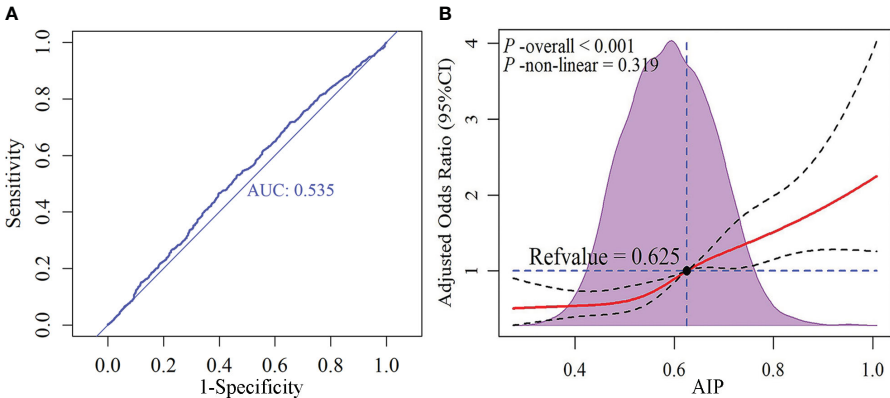 A
Sensitivity
1.0
0.8
0.6
0.4
0.2
0.0
AUC: 0.535
0.0 0.2 0.4 0.6 0.8 1.0
1-Specificity
B
Adjusted Odds Ratio (95%CI)
4
3
2
1
P -overall < 0.001
P -non-linear = 0.319
Refvalue = 0.625
0.4 0.6 0.8 1.0
AIP